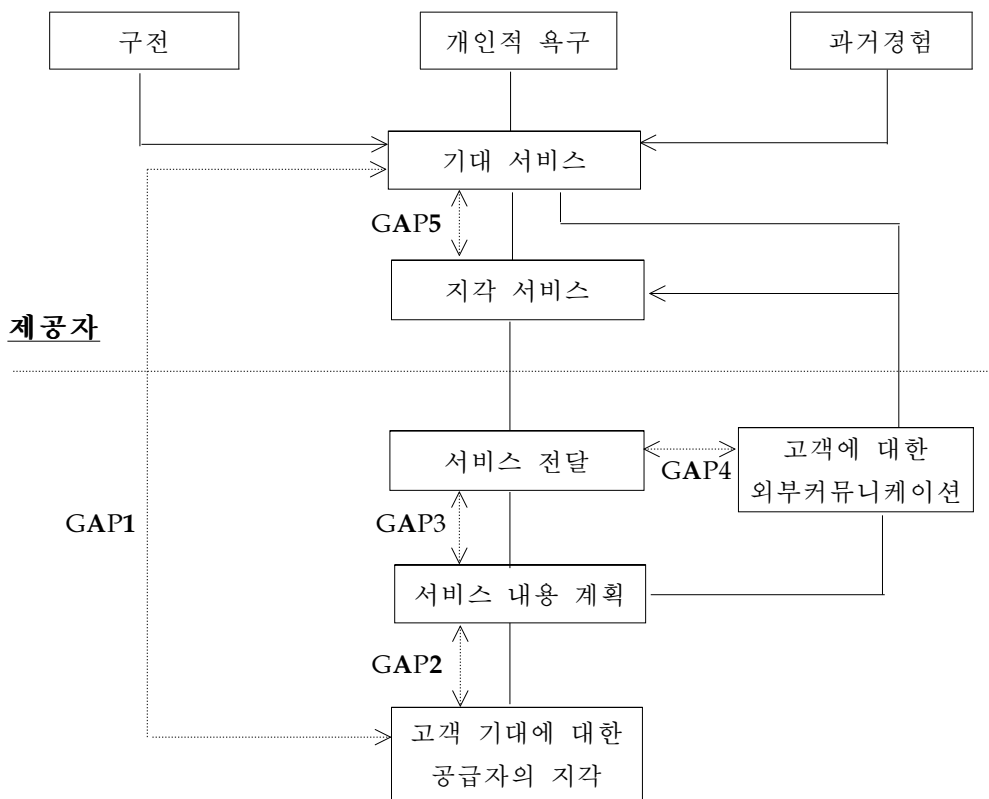 구전
개인적 욕구
과거경험
기대 서비스
GAP5
지각 서비스
제공자
서비스 전달
GAP4
고객에 대한
외부커뮤니케이션
GAP1
GAP3
서비스 내용 계획
GAP2
고객 기대에 대한
공급자의 지각